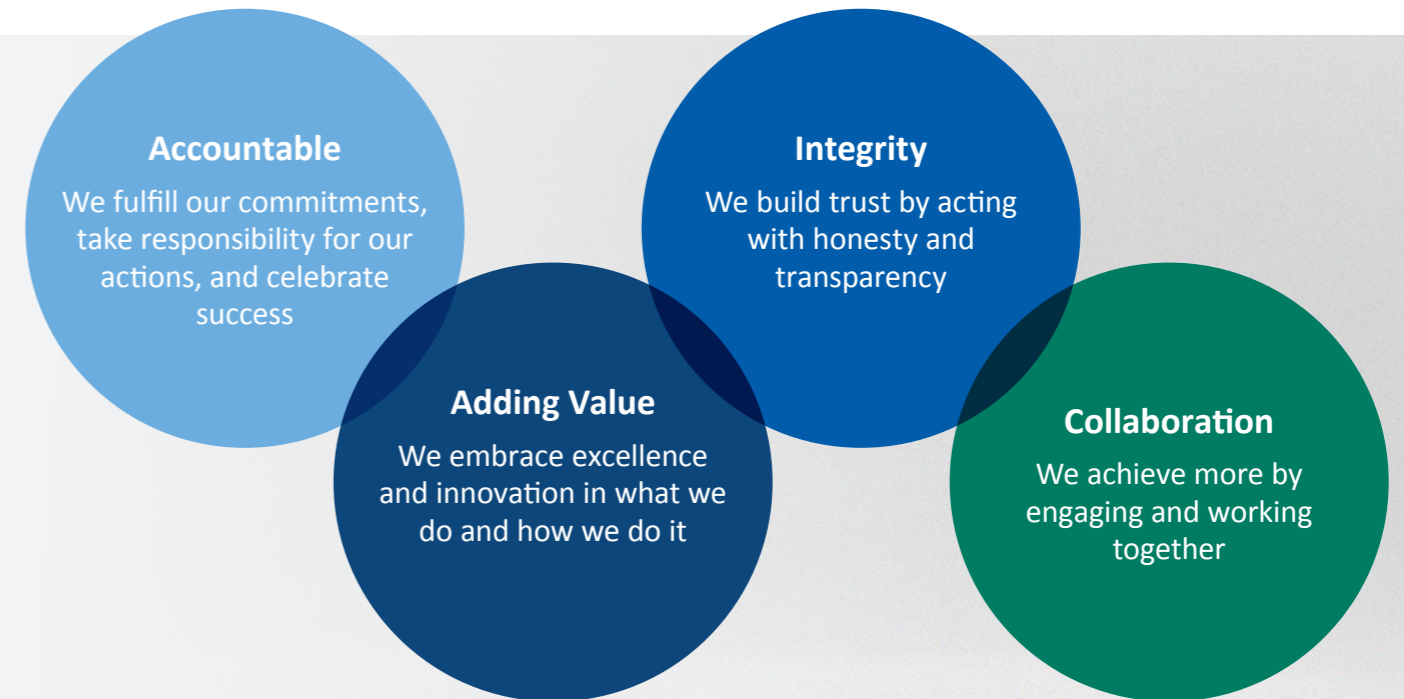 Accountable
We fulfill our commitments,
take responsibility for our
actions, and celebrate
success
Adding Value
We embrace excellence
and innovation in what we
do and how we do it
Integrity
We build trust by acting
with honesty and
transparency
Collaboration
We achieve more by
engaging and working
together